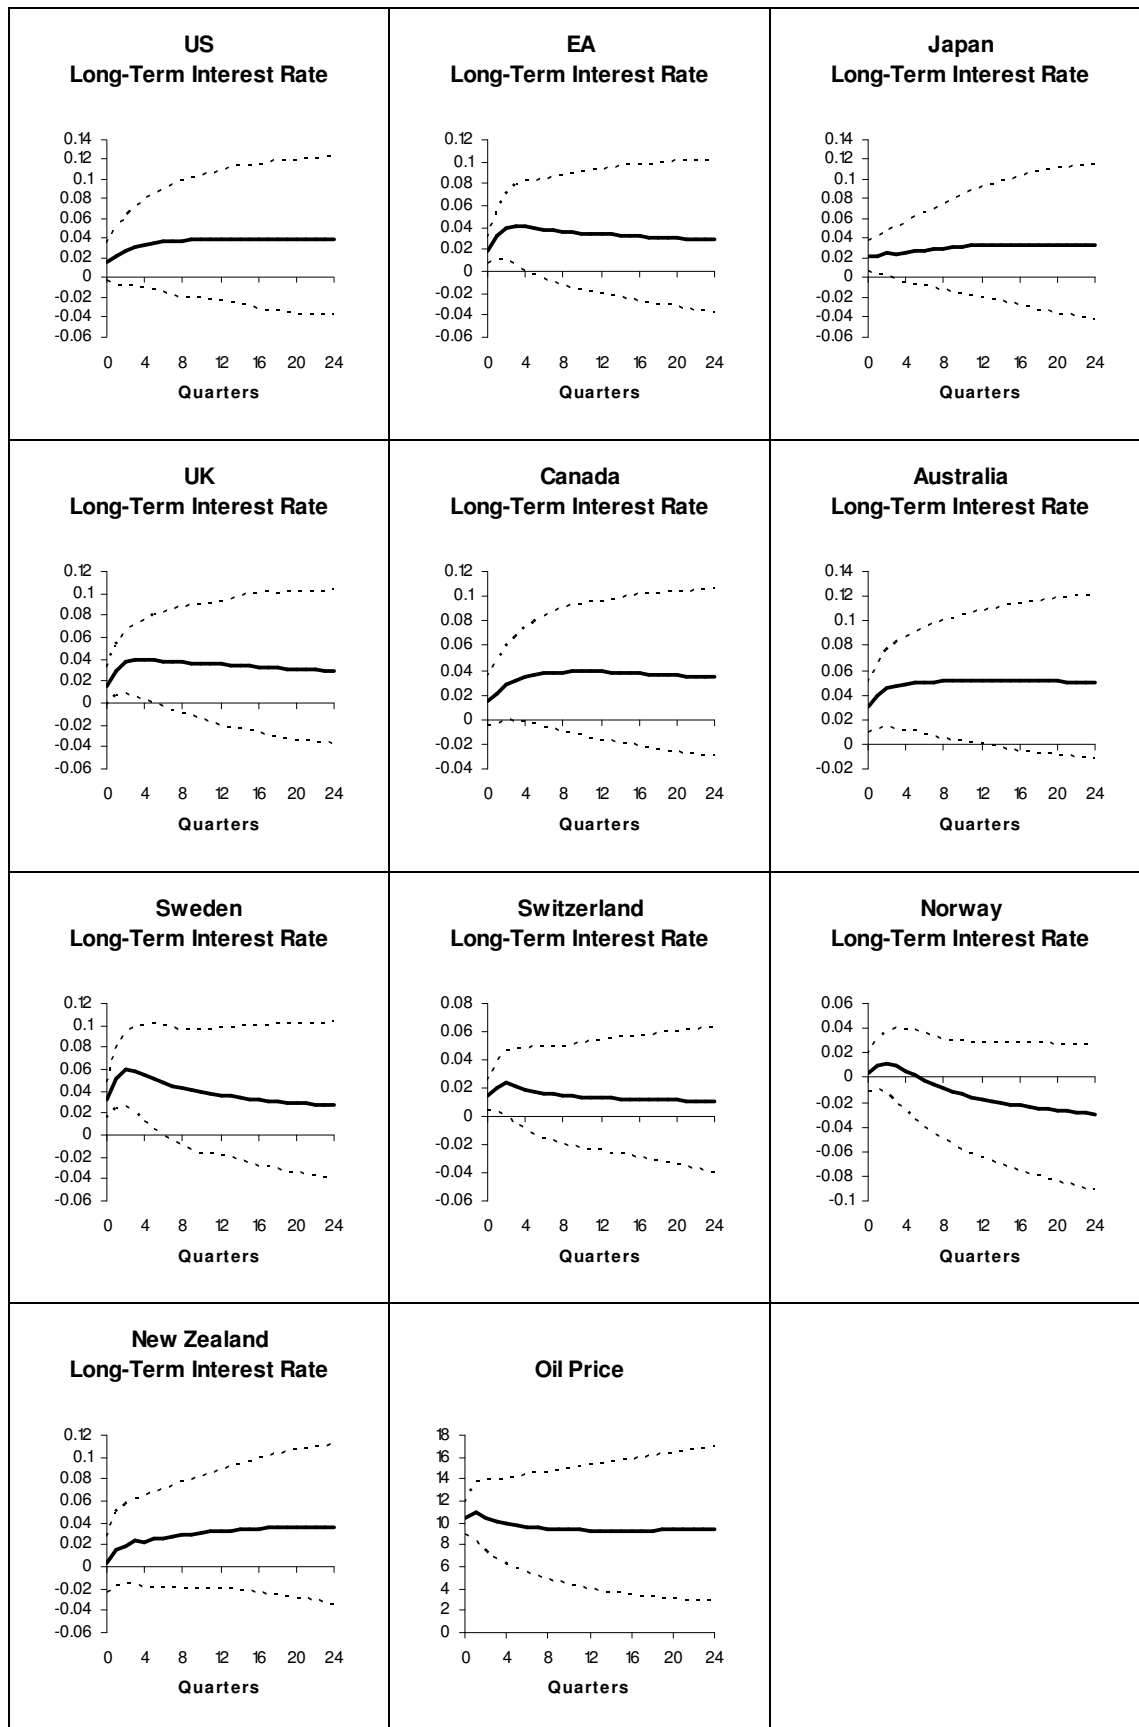 US
Long-Term Interest Rate
0.14
0.12
0.1
0.08
0.06
0.04
0.02
0
-0.02
-0.04
-0.06
0 4 8 12 16 20 24
Quarters
EA
Long-Term Interest Rate
0.12
0.1
0.08
0.06
0.04
0.02
0
-0.02
-0.04
-0.06
0 4 8 12 16 20 24
Quarters
Japan
Long-Term Interest Rate
0.14
0.12
0.1
0.08
0.06
0.04
0.02
0
-0.02
-0.04
-0.06
0 4 8 12 16 20 24
Quarters
UK
Long-Term Interest Rate
0.12
0.1
0.08
0.06
0.04
0.02
0
-0.02
-0.04
-0.06
0 4 8 12 16 20 24
Quarters
Canada
Long-Term Interest Rate
0.12
0.1
0.08
0.06
0.04
0.02
0
-0.02
-0.04
0 4 8 12 16 20 24
Quarters
Australia
Long-Term Interest Rate
0.14
0.12
0.1
0.08
0.06
0.04
0.02
0
-0.02
0 4 8 12 16 20 24
Quarters
Sweden
Long-Term Interest Rate
0.12
0.1
0.08
0.06
0.04
0.02
0
-0.02
-0.04
-0.06
0 4 8 12 16 20 24
Quarters
Switzerland
Long-Term Interest Rate
0.08
0.06
0.04
0.02
0
-0.02
-0.04
-0.06
0 4 8 12 16 20 24
Quarters
Norway
Long-Term Interest Rate
0.06
0.04
0.02
0
-0.02
-0.04
-0.06
-0.08
-0.1
0 4 8 12 16 20 24
Quarters
New Zealand
Long-Term Interest Rate
0.12
0.1
0.08
0.06
0.04
0.02
0
-0.02
-0.04
-0.06
0 4 8 12 16 20 24
Quarters
Oil Price
18
16
14
12
10
8
6
4
2
0
0 4 8 12 16 20 24
Quarters